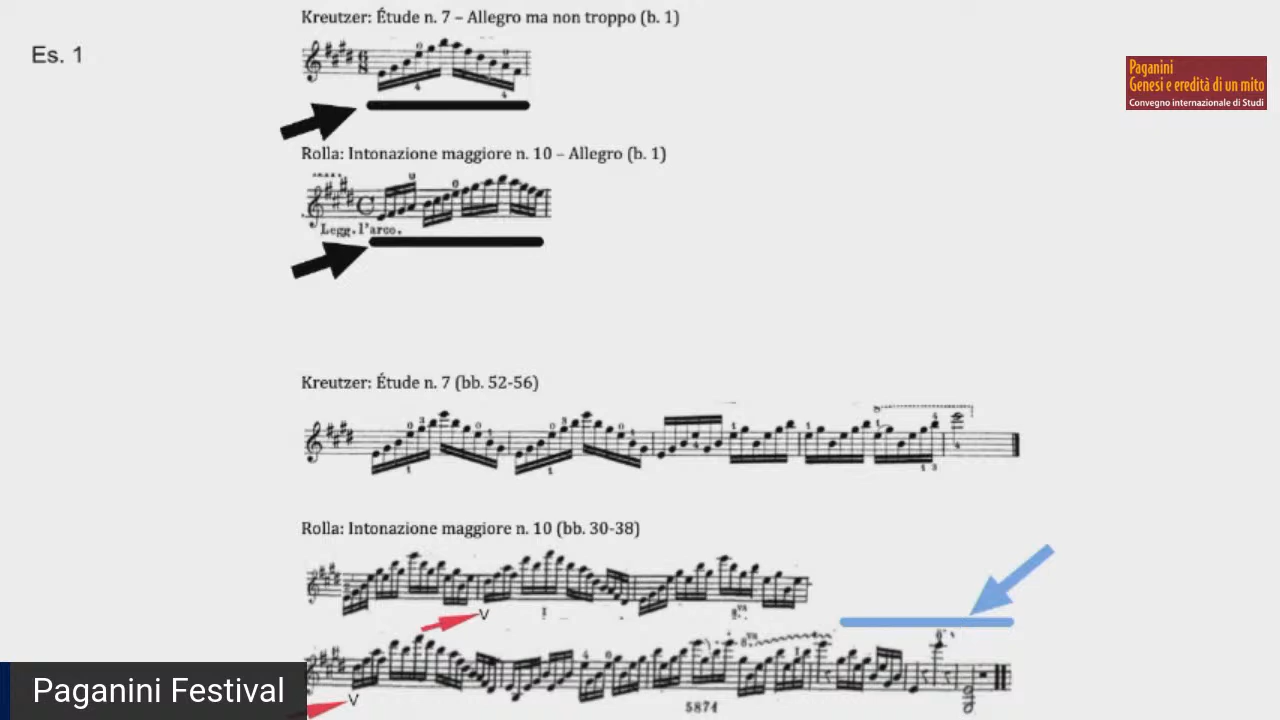 Kreutzer: Étude n. 7 – Allegro ma non troppo (b. 1)
Es. 1
Paganini
Genesi e eredità di un mito
Convegno internazionale di Studi
Rolla: Intonazione maggiore n. 10 – Allegro (b. 1)
Legg. l'arco.
Kreutzer: Étude n. 7 (bb. 52-56)
Rolla: Intonazione maggiore n. 10 (bb. 30-38)
V
V
5871
Paganini Festival